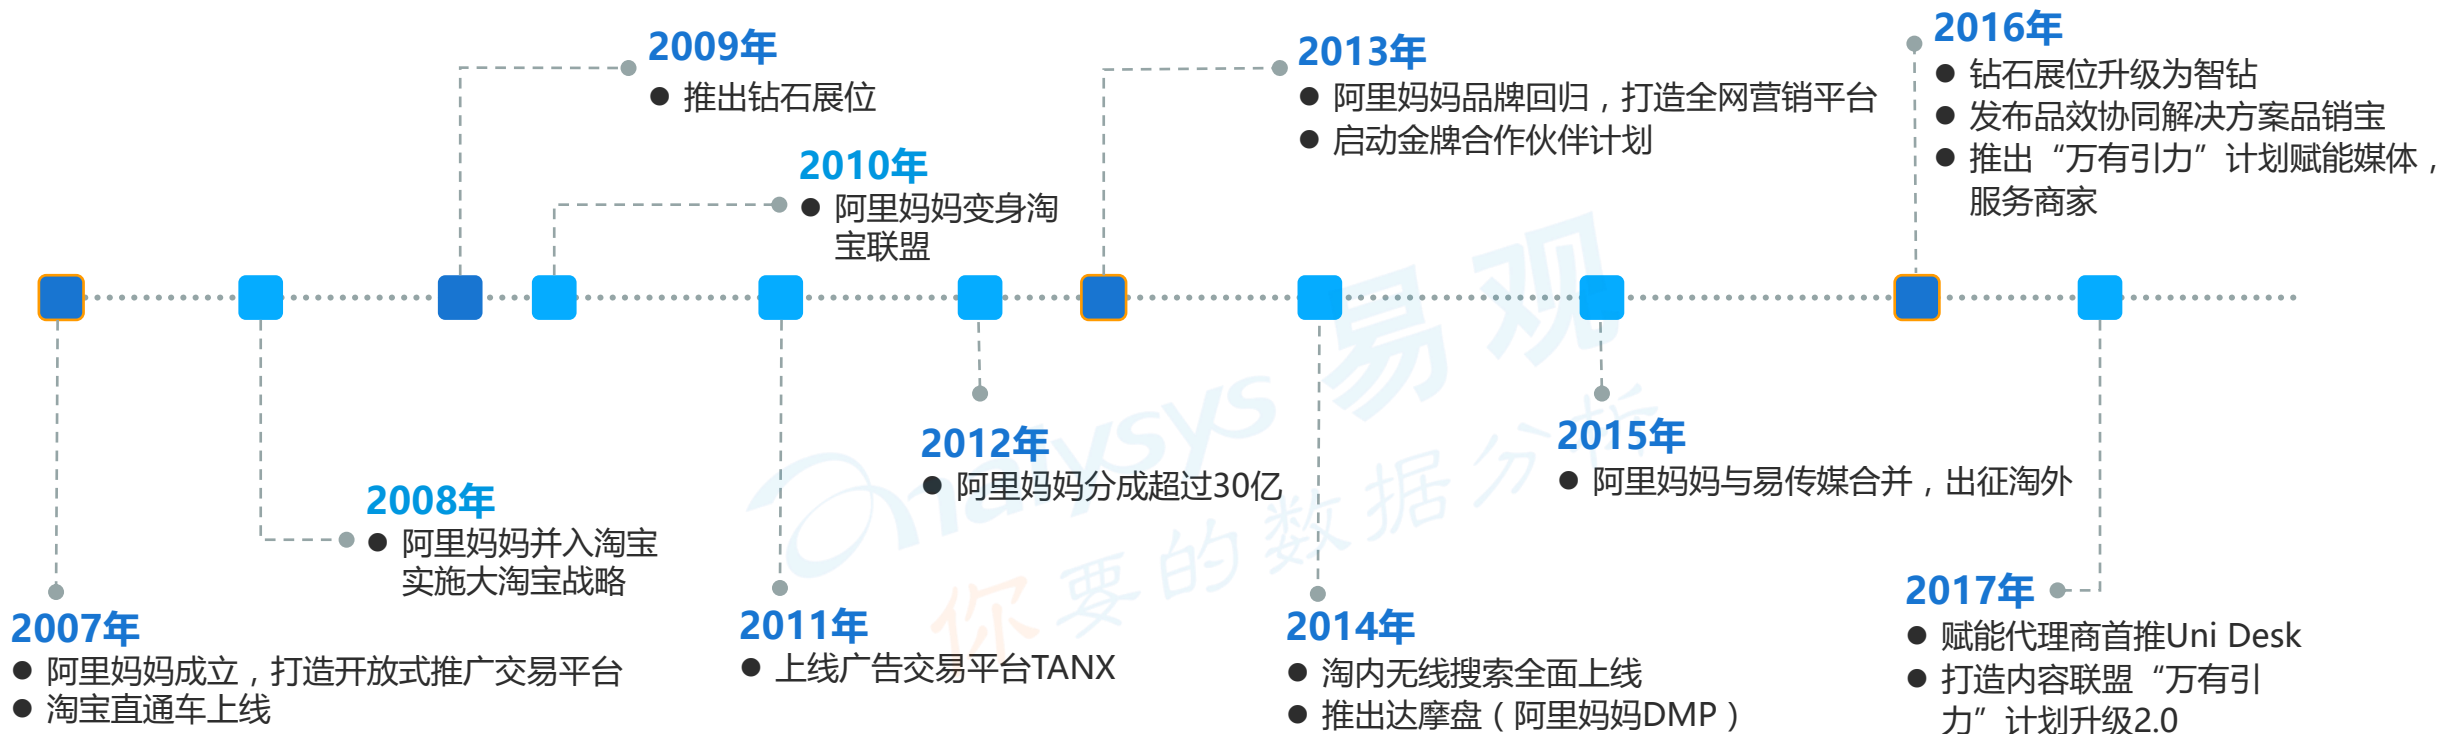 2009年
推出钻石展位
2010年
阿里妈妈变身淘
宝联盟
2013年
阿里妈妈品牌回归，打造全网营销平台
启动金牌合作伙伴计划
2016年
钻石展位升级为智钻
发布品效协同解决方案品销宝
推出“万有引力”计划赋能媒体，
服务商家
2007年
阿里妈妈成立，打造开放式推广交易平台
淘宝直通车上线
2008年
阿里妈妈并入淘宝
实施大淘宝战略
2011年
上线广告交易平台TANX
2012年
阿里妈妈分成超过30亿
2014年
淘内无线搜索全面上线
推出达摩盘（阿里妈妈DMP）
2015年
阿里妈妈与易传媒合并，出征淘外
2017年
赋能代理商首推Uni Desk
打造内容联盟“万有引
力”计划升级2.0
analysys 易观
你要的数据分析